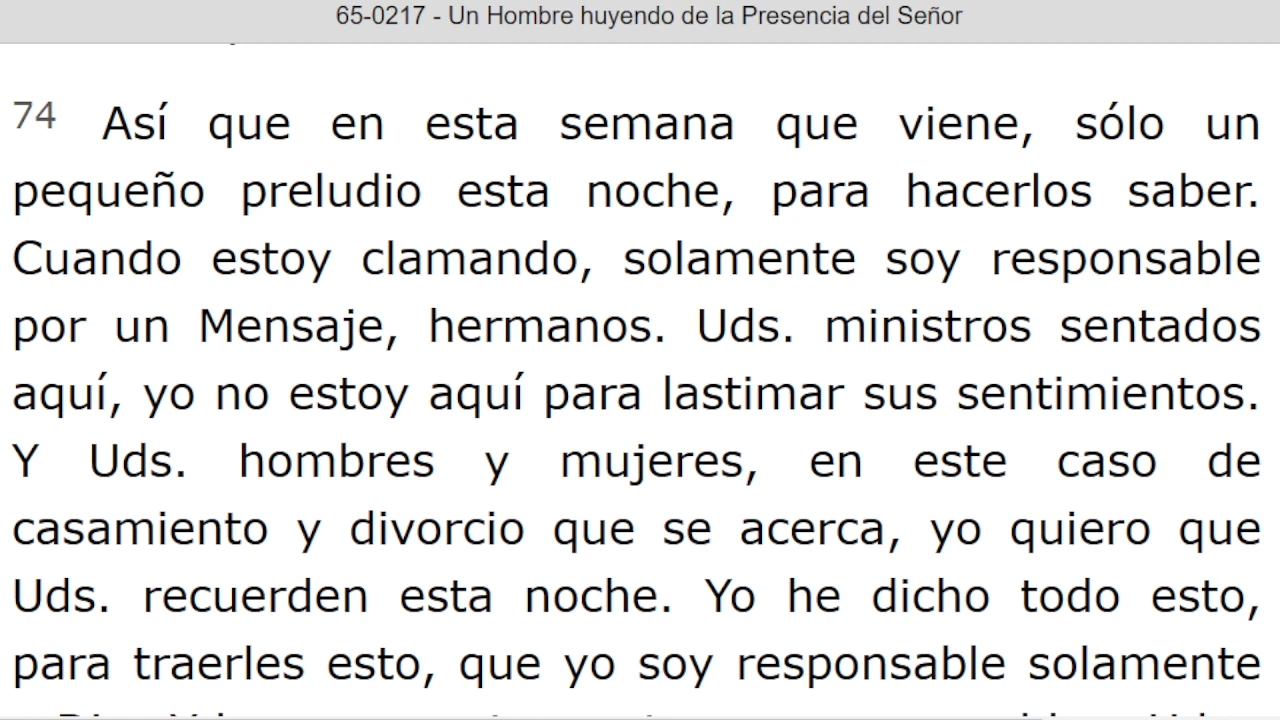 65-0217 - Un Hombre huyendo de la Presencia del Señor
74 Así que en esta semana que viene, sólo un
pequeño preludio esta noche, para hacerlos saber.
Cuando estoy clamando, solamente soy responsable
por un Mensaje, hermanos. Uds. ministros sentados
aquí, yo no estoy aquí para lastimar sus sentimientos.
Y Uds. hombres y mujeres, en este caso de
casamiento y divorcio que se acerca, yo quiero que
Uds. recuerden esta noche. Yo he dicho todo esto,
para traerles esto, que yo soy responsable solamente